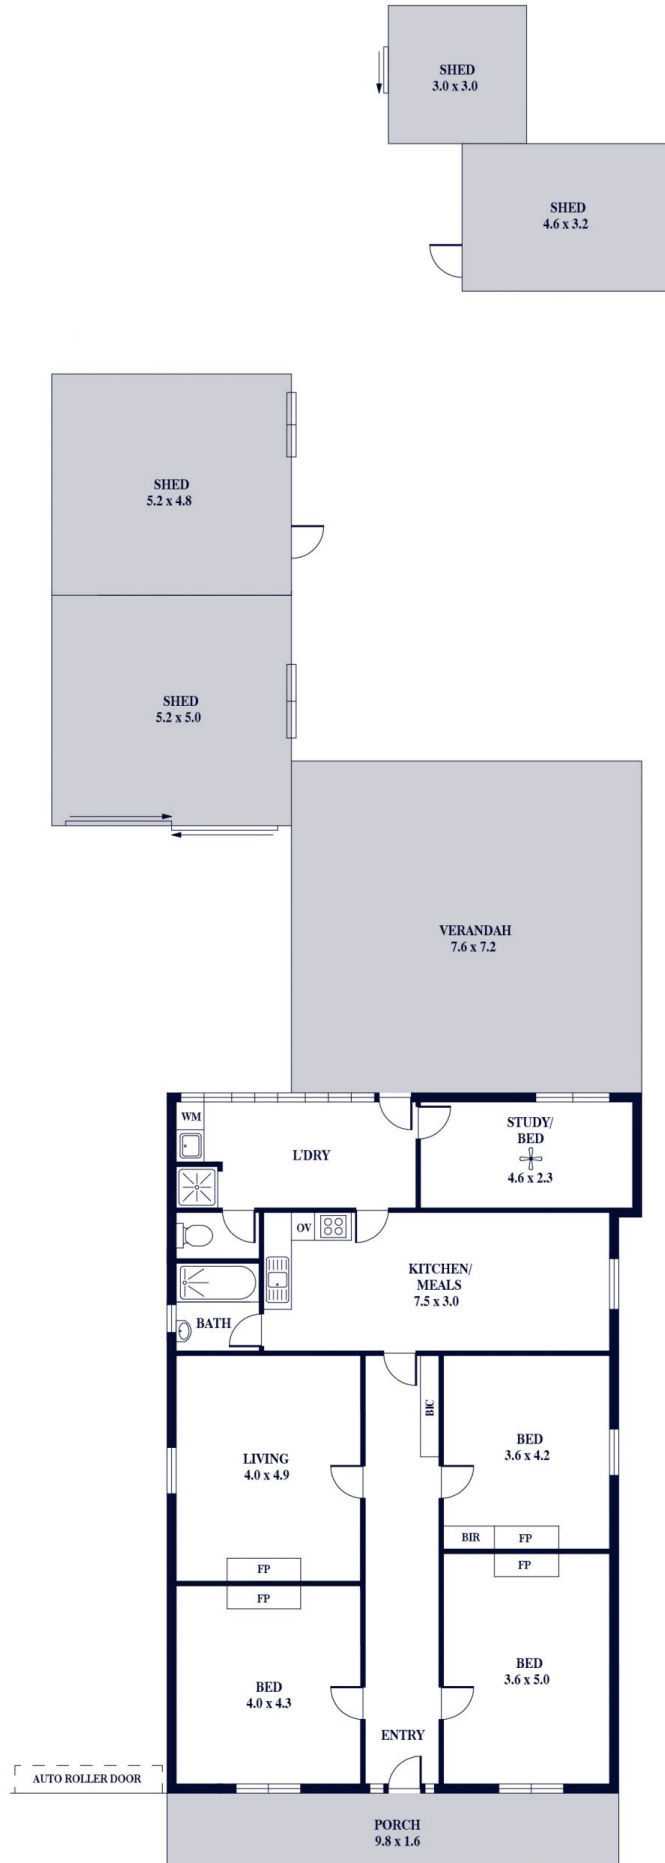 SHED
3.0 x 3.0
SHED
4.6 x 3.2
SHED
5.2 x 4.8
SHED
5.2 x 5.0
VERANDAH
7.6 x 7.2
WM
L'DRY
STUDY/
BED
4.6 x 2.3
OV
KITCHEN/
MEALS
7.5 x 3.0
BATH
LIVING
4.0 x 4.9
BIC
BED
3.6 x 4.2
FP
BIR
FP
FP
FP
BED
4.0 x 4.3
BED
3.6 x 5.0
ENTRY
AUTO ROLLER DOOR
PORCH
9.8 x 1.6